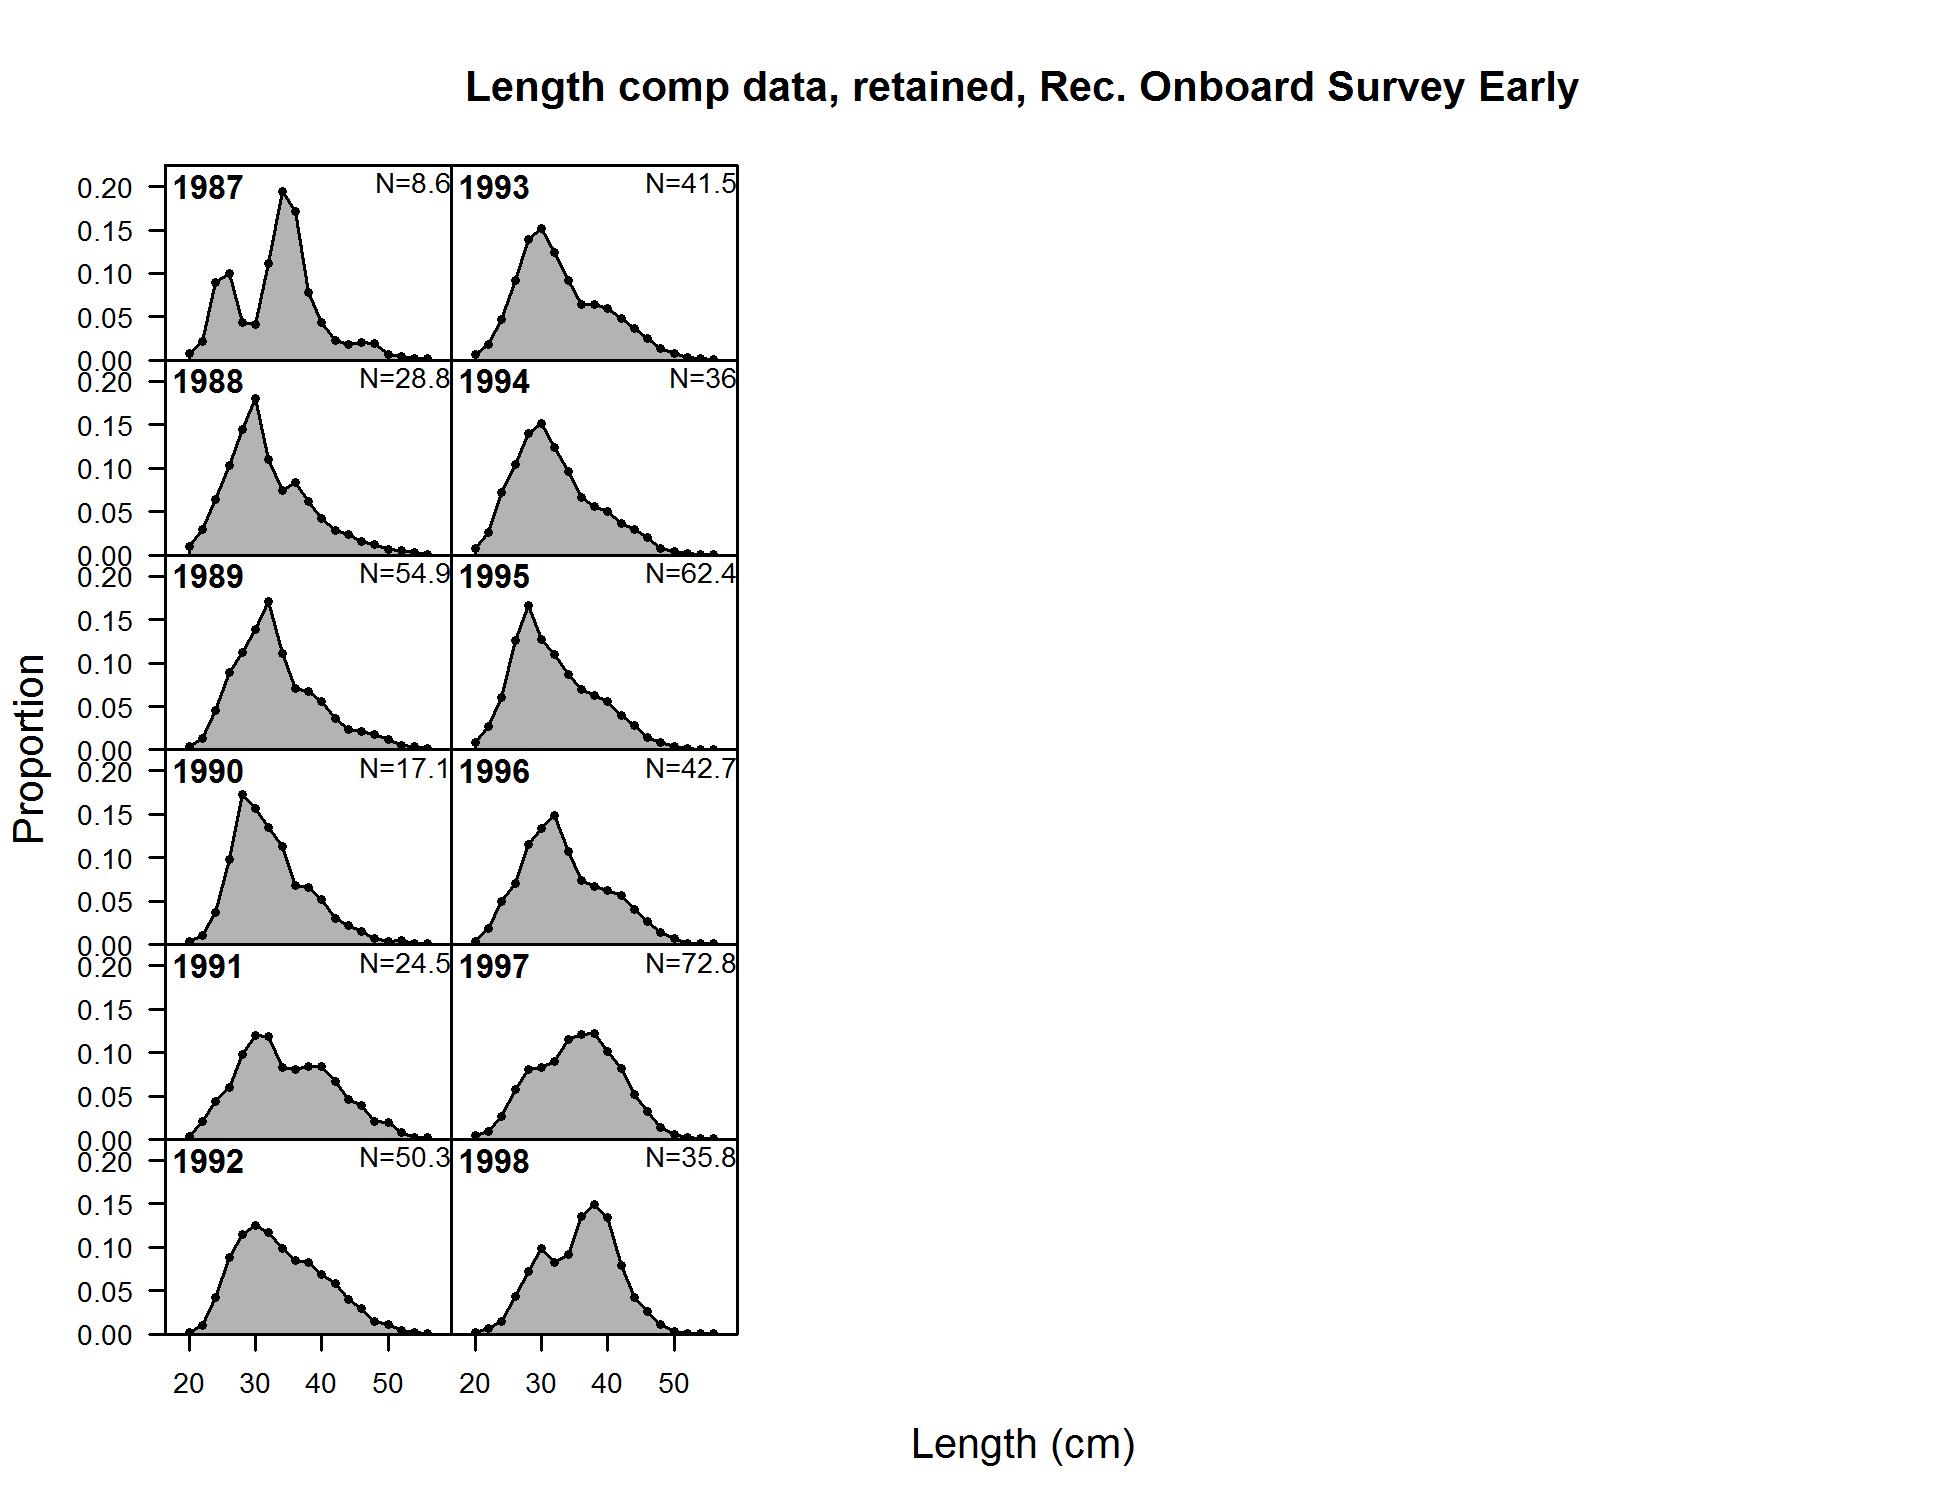 Length comp data, retained, Rec. Onboard Survey Early
Proportion
0.20
0.15
0.10
0.05
0.00
1987 N=8.6
1993 N=41.5
0.20
0.15
0.10
0.05
0.00
1988 N=28.8
1994 N=36
0.20
0.15
0.10
0.05
0.00
1989 N=54.9
1995 N=62.4
0.20
0.15
0.10
0.05
0.00
1990 N=17.1
1996 N=42.7
0.20
0.15
0.10
0.05
0.00
1991 N=24.5
1997 N=72.8
0.20
0.15
0.10
0.05
0.00
1992 N=50.3
1998 N=35.8
20 30 40 50 20 30 40 50
Length (cm)